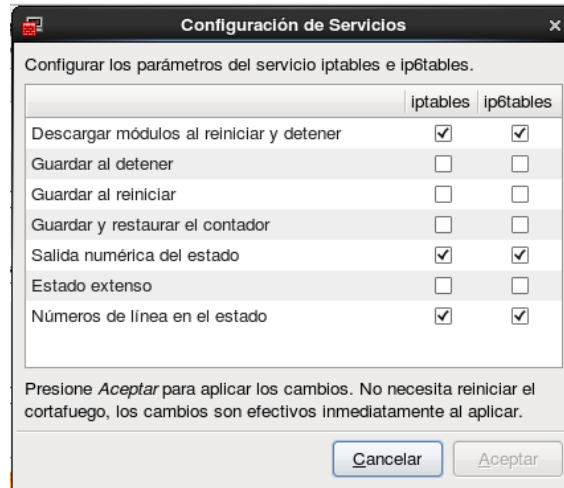 Configuración de Servicios
Configurar los parámetros del servicio iptables e ip6tables.
iptables ip6tables
Descargar módulos al reiniciar y detener
Guardar al detener
Guardar al reiniciar
Guardar y restaurar el contador
Salida numérica del estado
Estado extenso
Números de línea en el estado
Presione Aceptar para aplicar los cambios. No necesita reiniciar el
cortafuego, los cambios son efectivos inmediatamente al aplicar.
Cancelar Aceptar